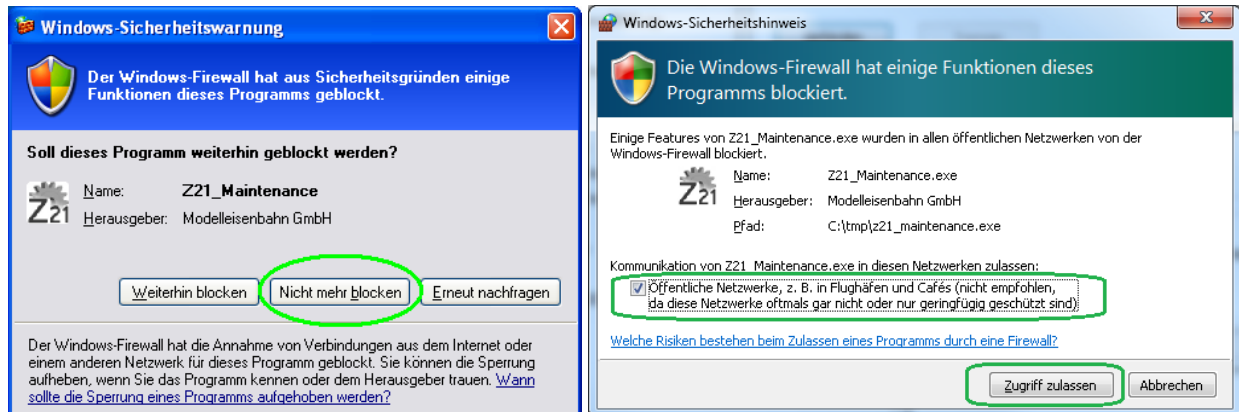 Windows-Sicherheitswarnung
Der Windows-Firewall hat aus Sicherheitsgründen einige
Funktionen dieses Programms geblockt.
Soll dieses Programm weiterhin geblockt werden?
Z21
Name: Z21_Maintenance
Herausgeber: Modelleisenbahn GmbH
Weiterhin blocken Nicht mehr blocken Erneut nachfragen
Der Windows-Firewall hat die Annahme von Verbindungen aus dem Internet oder
einem anderen Netzwerk für dieses Programm geblockt. Sie können die Sperrung
aufheben, wenn Sie das Programm kennen oder dem Herausgeber trauen. Wann
sollte die Sperrung eines Programms aufgehoben werden?
Windows-Sicherheitshinweis
Die Windows-Firewall hat einige Funktionen dieses
Programms blockiert.
Einige Features von Z21_Maintenance.exe wurden in allen öffentlichen Netzwerken von der
Windows-Firewall blockiert.
Z21
Name: Z21_Maintenance.exe
Herausgeber: Modelleisenbahn GmbH
Pfad: C:\tmp\z21_maintenance.exe
Kommunikation von Z21_Maintenance.exe in diesen Netzwerken zulassen:
Öffentliche Netzwerke, z. B. in Flughäfen und Cafés (nicht empfohlen,
da diese Netzwerke oftmals gar nicht oder nur geringfügig geschützt sind)
Welche Risiken bestehen beim Zulassen eines Programms durch eine Firewall?
Zugriff zulassen Abbrechen